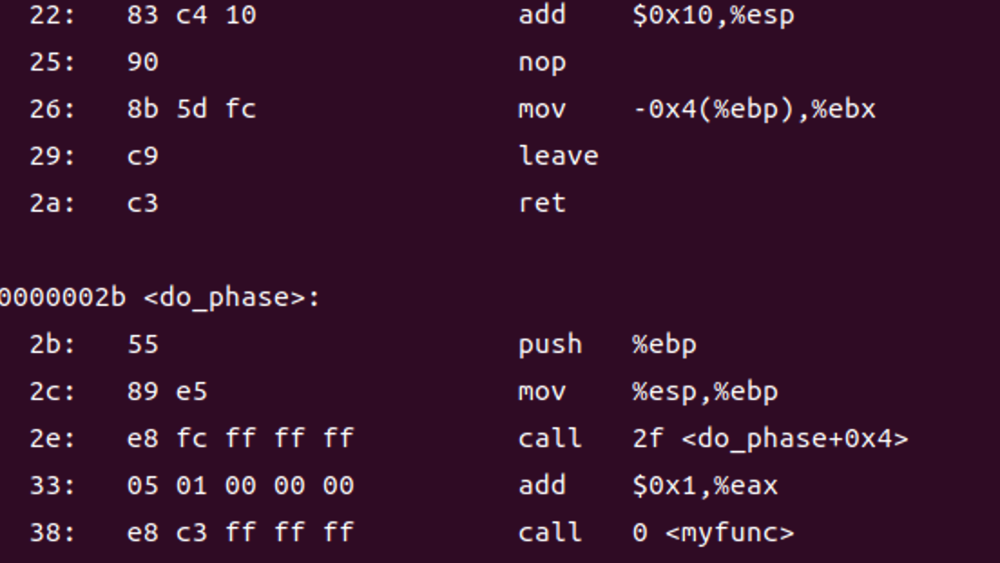 22: 83 c4 10 add $0x10,%esp
25: 90 nop
26: 8b 5d fc mov -0x4(%ebp),%ebx
29: c9 leave
2a: c3 ret
0000002b <do_phase>:
2b: 55 push %ebp
2c: 89 e5 mov %esp,%ebp
2e: e8 fc ff ff ff call 2f <do_phase+0x4>
33: 05 01 00 00 00 add $0x1,%eax
38: e8 c3 ff ff ff call 0 <myfunc>